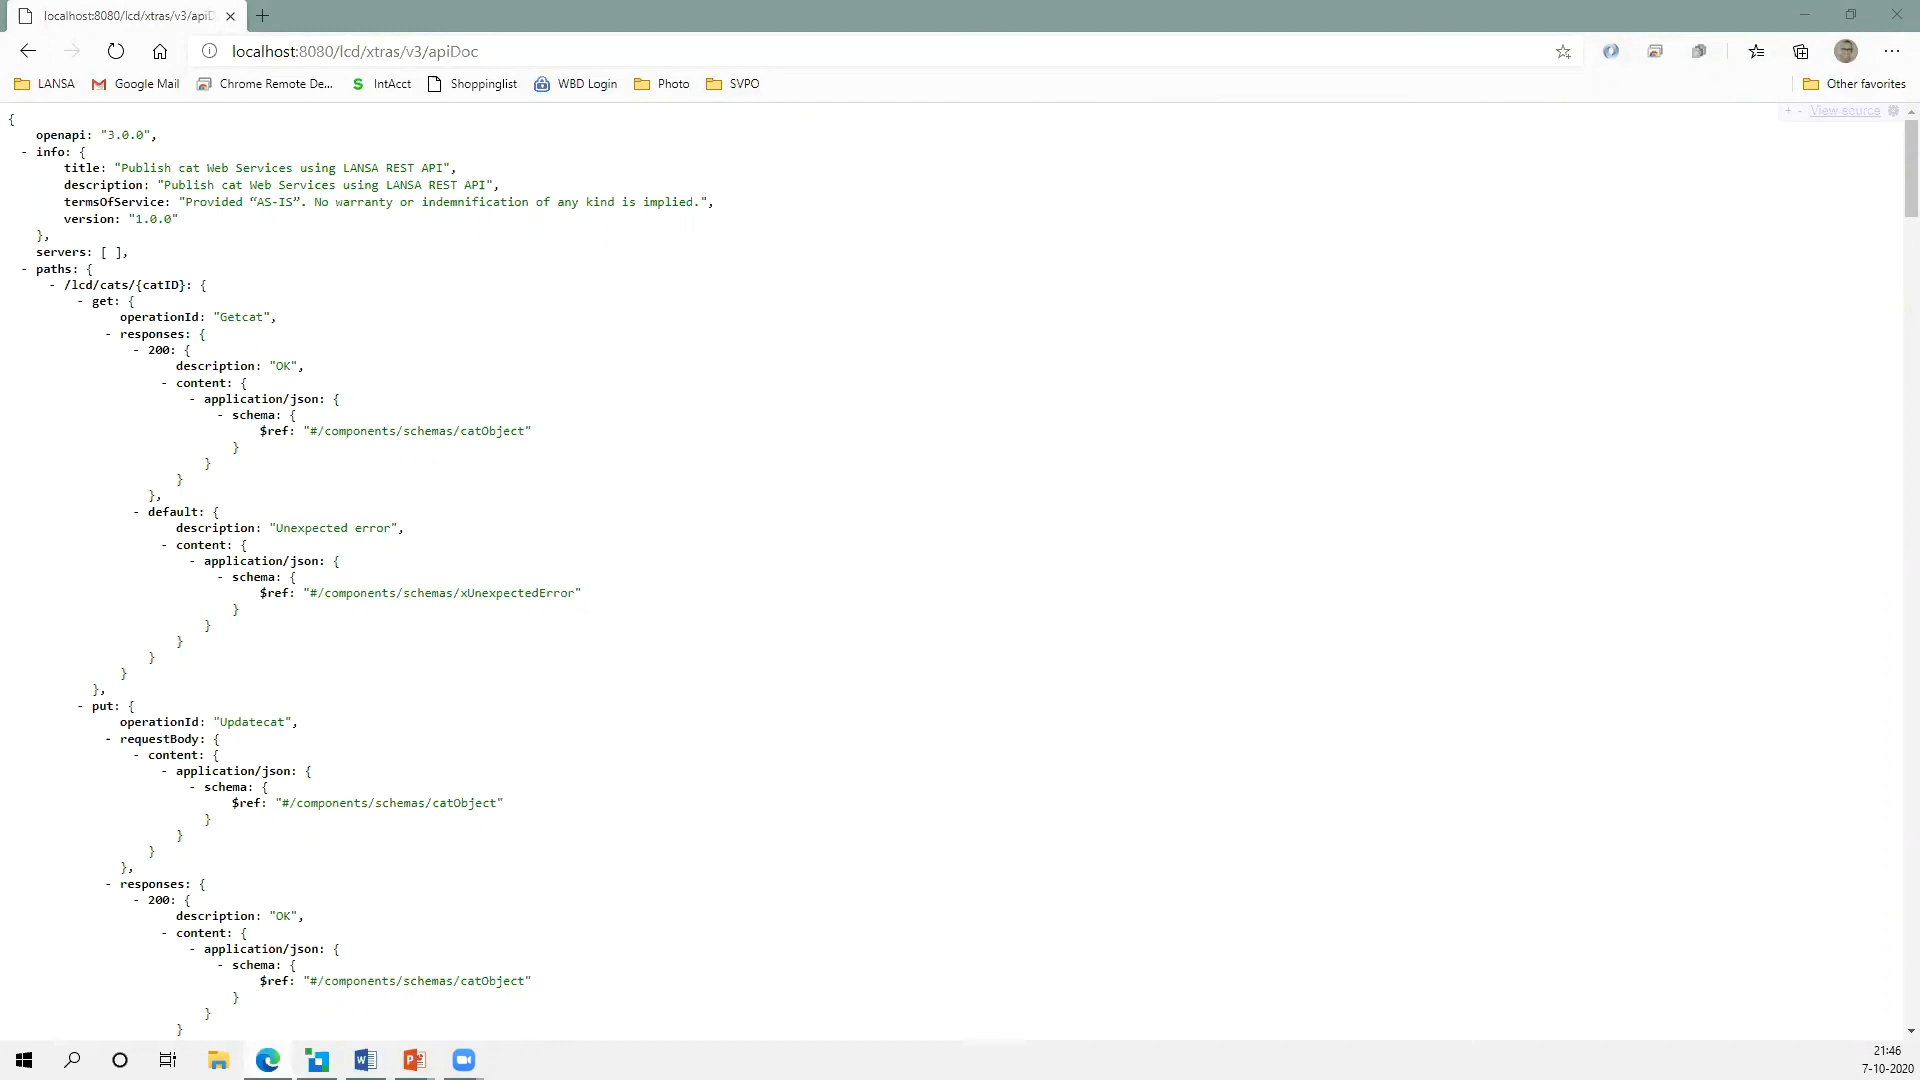 localhost:8080/lcd/xtras/v3/apiD
localhost:8080/lcd/xtras/v3/apiDoc
LANSA
Google Mail
Chrome Remote De...
S IntAcct
Shoppinglist
WBD Login
Photo
SVPO
Other favorites
+ - View source
{
openapi: "3.0.0",
- info: {
title: "Publish cat Web Services using LANSA REST API",
description: "Publish cat Web Services using LANSA REST API",
termsOfService: "Provided “AS-IS”. No warranty or indemnification of any kind is implied.",
version: "1.0.0"
},
servers: [ ],
- paths: {
- /lcd/cats/{catID}: {
- get: {
operationId: "Getcat",
- responses: {
- 200: {
description: "OK",
- content: {
- application/json: {
- schema: {
$ref: "#/components/schemas/catObject"
}
}
}
},
- default: {
description: "Unexpected error",
- content: {
- application/json: {
- schema: {
$ref: "#/components/schemas/xUnexpectedError"
}
}
}
}
}
},
- put: {
operationId: "Updatecat",
- requestBody: {
- content: {
- application/json: {
- schema: {
$ref: "#/components/schemas/catObject"
}
}
}
},
- responses: {
- 200: {
description: "OK",
- content: {
- application/json: {
- schema: {
$ref: "#/components/schemas/catObject"
}
}
}
21:46
7-10-2020